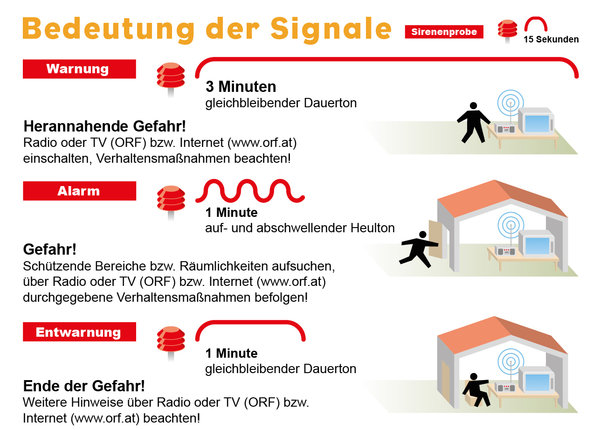 Bedeutung der Signale
Sirenenprobe
15 Sekunden
Warnung
3 Minuten
gleichbleibender Dauerton
Herannahende Gefahr!
Radio oder TV (ORF) bzw. Internet (www.orf.at)
einschalten, Verhaltensmaßnahmen beachten!
Alarm
1 Minute
auf- und abschwellender Heulton
Gefahr!
Schützende Bereiche bzw. Räumlichkeiten aufsuchen,
über Radio oder TV (ORF) bzw. Internet (www.orf.at)
durchgegebene Verhaltensmaßnahmen befolgen!
Entwarnung
1 Minute
gleichbleibender Dauerton
Ende der Gefahr!
Weitere Hinweise über Radio oder TV (ORF) bzw.
Internet (www.orf.at) beachten!